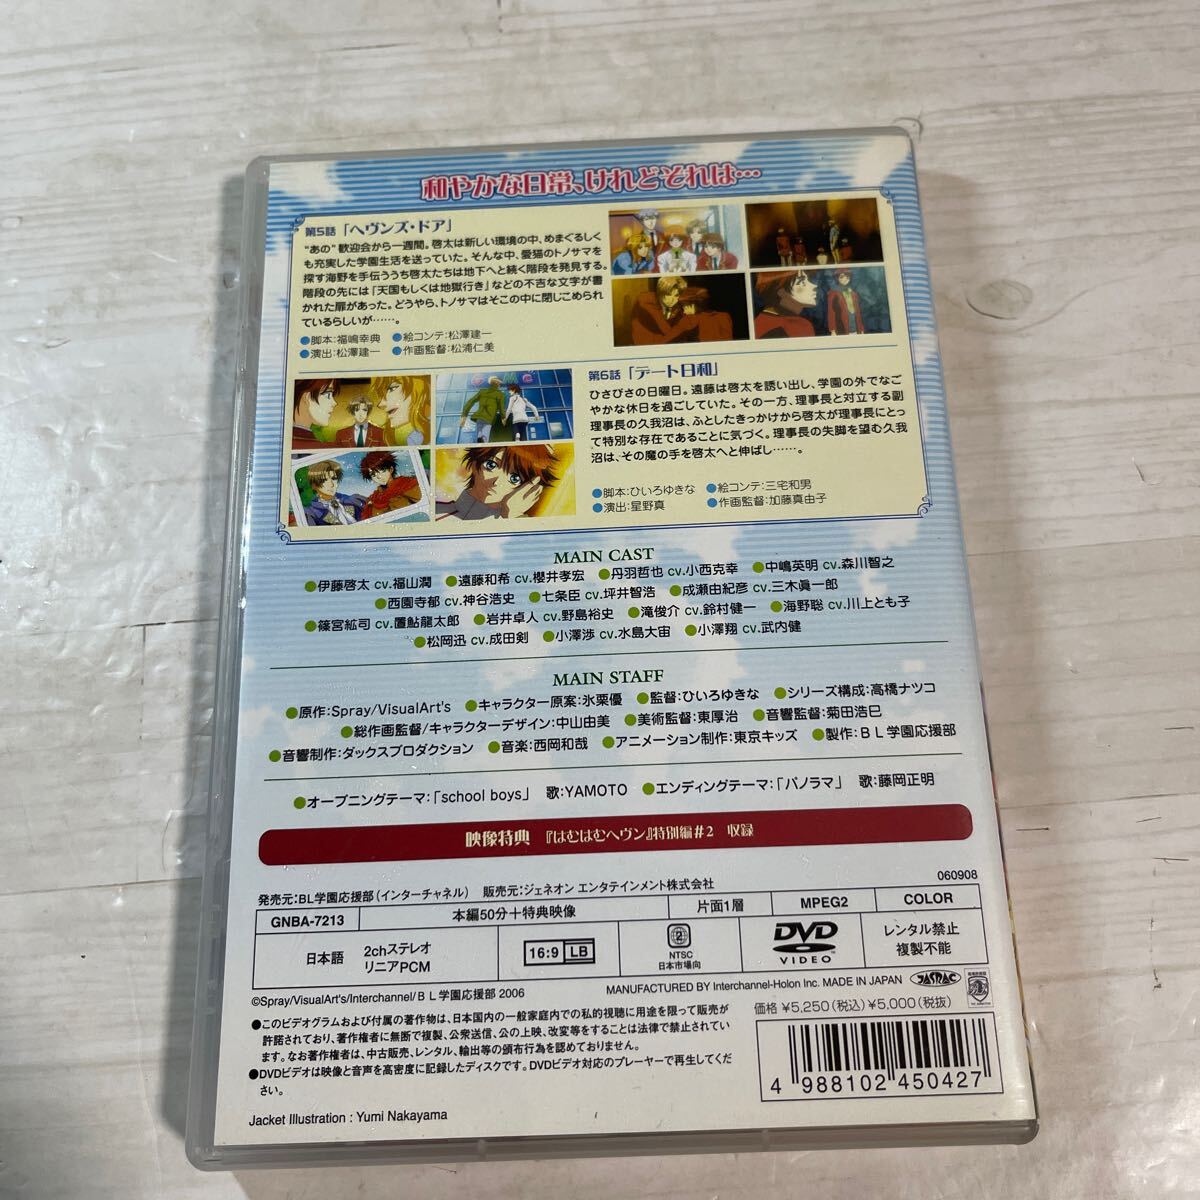 和やかな日常、けれどそれは…
第5話「ヘヴンズ・ドア」
“あの”歓迎会から一週間。啓太は新しい環境の中、めまぐるしく
も充実した学園生活を送っていた。そんな中、愛猫のトノサマを
探す海野を手伝ううち啓太たちは地下へと続く階段を発見する。
階段の先には「天国もしくは地獄行き」などの不吉な文字が書
かれた扉があった。どうやら、トノサマはそこの中に閉じこめられ
ているらしいが……。
●脚本：福嶋幸典 ●絵コンテ：松澤建一
●演出：松澤建一 ●作画監督：松浦仁美
第6話「デート日和」
ひさびさの日曜日。遠藤は啓太を誘い出し、学園の外でなご
やかな休日を過ごしていた。その一方、理事長と対立する副
理事長の久我沼は、ふとしたきっかけから啓太が理事長にとっ
て特別な存在であることに気づく。理事長の失脚を望む久我
沼は、その魔の手を啓太へと伸ばし……。
●脚本：ひいろゆきな ●絵コンテ：三宅和男
●演出：星野真 ●作画監督：加藤真由子
MAIN CAST
●伊藤啓太 cv.福山潤 ●遠藤和希 cv.櫻井孝宏 ●丹羽哲也 cv.小西克幸 ●中嶋英明 cv.森川智之
●西園寺郁 cv.神谷浩史 ●七条臣 cv.坪井智浩 ●成瀬由紀彦 cv.三木眞一郎
●篠宮紘司 cv.置鮎龍太郎 ●岩井卓人 cv.野島裕史 ●滝俊介 cv.鈴村健一 ●海野聡 cv.川上とも子
●松岡迅 cv.成田剣 ●小澤渉 cv.水島大宙 ●小澤翔 cv.武内健
MAIN STAFF
●原作：Spray/VisualArt's ●キャラクター原案：氷栗優 ●監督：ひいろゆきな ●シリーズ構成：高橋ナツコ
●総作画監督/キャラクターデザイン：中山由美 ●美術監督：東厚治 ●音響監督：菊田浩巳
●音響制作：ダックスプロダクション ●音楽：西岡和哉 ●アニメーション制作：東京キッズ ●製作：BL学園応援部
●オープニングテーマ：「school boys」 歌：YAMOTO ●エンディングテーマ：「パノラマ」 歌：藤岡正明
映像特典 『はむはむヘヴン』特別編#2 収録
発売元：BL学園応援部（インターチャネル） 販売元：ジェネオン エンタテインメント株式会社
060908
GNBA-7213 本編50分＋特典映像 片面1層 MPEG2 COLOR
日本語 2chステレオ リニアPCM
16:9 LB
2 NTSC 日本市場向
DVD VIDEO
レンタル禁止 複製不能
©Spray/VisualArt's/Interchannel/BL学園応援部 2006
MANUFACTURED BY Interchannel-Holon Inc. MADE IN JAPAN
JASRAC
価格 ¥5,250（税込）¥5,000（税抜）
●このビデオグラムおよび付属の著作物は、日本国内の一般家庭内での私的視聴に用途を限って販売が
許諾されており、著作権者に無断で複製、公衆送信、公の上映、改変等をすることは法律で禁止されてい
ます。なお著作権者は、中古販売、レンタル、輸出等の頒布行為を認めておりません。
●DVDビデオは映像と音声を高密度に記録したディスクです。DVDビデオ対応のプレーヤーで再生してくだ
さい。
4 988102 450427
Jacket Illustration : Yumi Nakayama